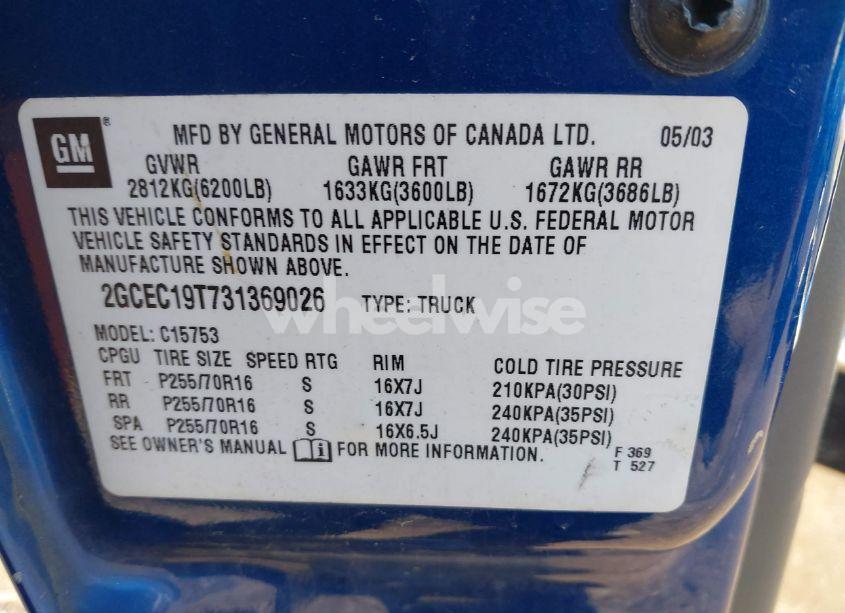 GM ®
MFD BY GENERAL MOTORS OF CANADA LTD. 05/03
GVWR GAWR FRT GAWR RR
2812KG(6200LB) 1633KG(3600LB) 1672KG(3686LB)
THIS VEHICLE CONFORMS TO ALL APPLICABLE U.S. FEDERAL MOTOR
VEHICLE SAFETY STANDARDS IN EFFECT ON THE DATE OF
MANUFACTURE SHOWN ABOVE.
2GCEC19T731369026 TYPE: TRUCK
wheelwise
MODEL: C15753
CPGU TIRE SIZE SPEED RTG RIM COLD TIRE PRESSURE
FRT P255/70R16 S 16X7J 210KPA(30PSI)
RR P255/70R16 S 16X7J 240KPA(35PSI)
SPA P255/70R16 S 16X6.5J 240KPA(35PSI)
SEE OWNER'S MANUAL i FOR MORE INFORMATION. F 369
T 527